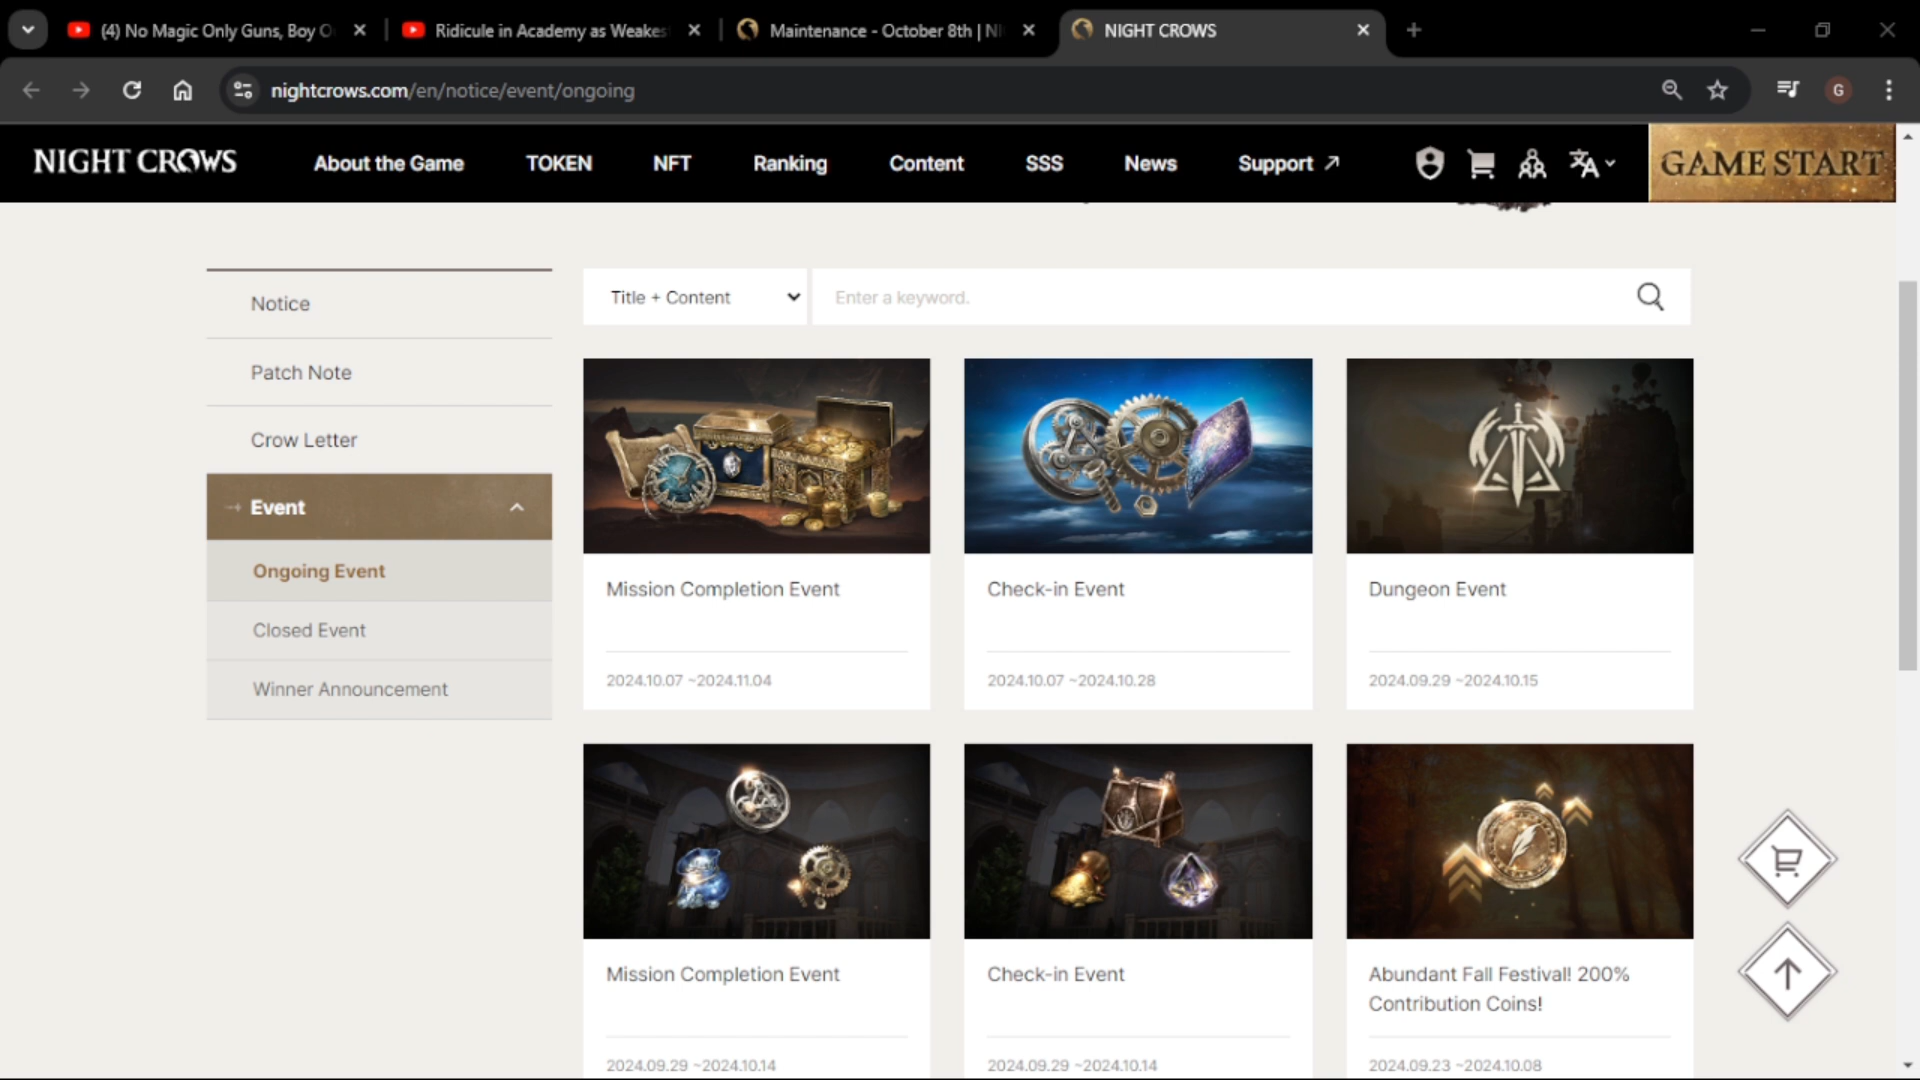 (4) No Magic Only Guns, Boy O
Ridicule in Academy as Weakes
Maintenance - October 8th | NI
NIGHT CROWS
nightcrows.com/en/notice/event/ongoing
G
NIGHT CROWS
About the Game
TOKEN
NFT
Ranking
Content
SSS
News
Support
GAME START
Notice
Patch Note
Crow Letter
Event
Ongoing Event
Closed Event
Winner Announcement
Title + Content
Enter a keyword.
Mission Completion Event
2024.10.07 ~2024.11.04
Check-in Event
2024.10.07 ~2024.10.28
Dungeon Event
2024.09.29 ~2024.10.15
Mission Completion Event
2024.09.29 ~2024.10.14
Check-in Event
2024.09.29 ~2024.10.14
Abundant Fall Festival! 200%
Contribution Coins!
2024.09.23 ~2024.10.08